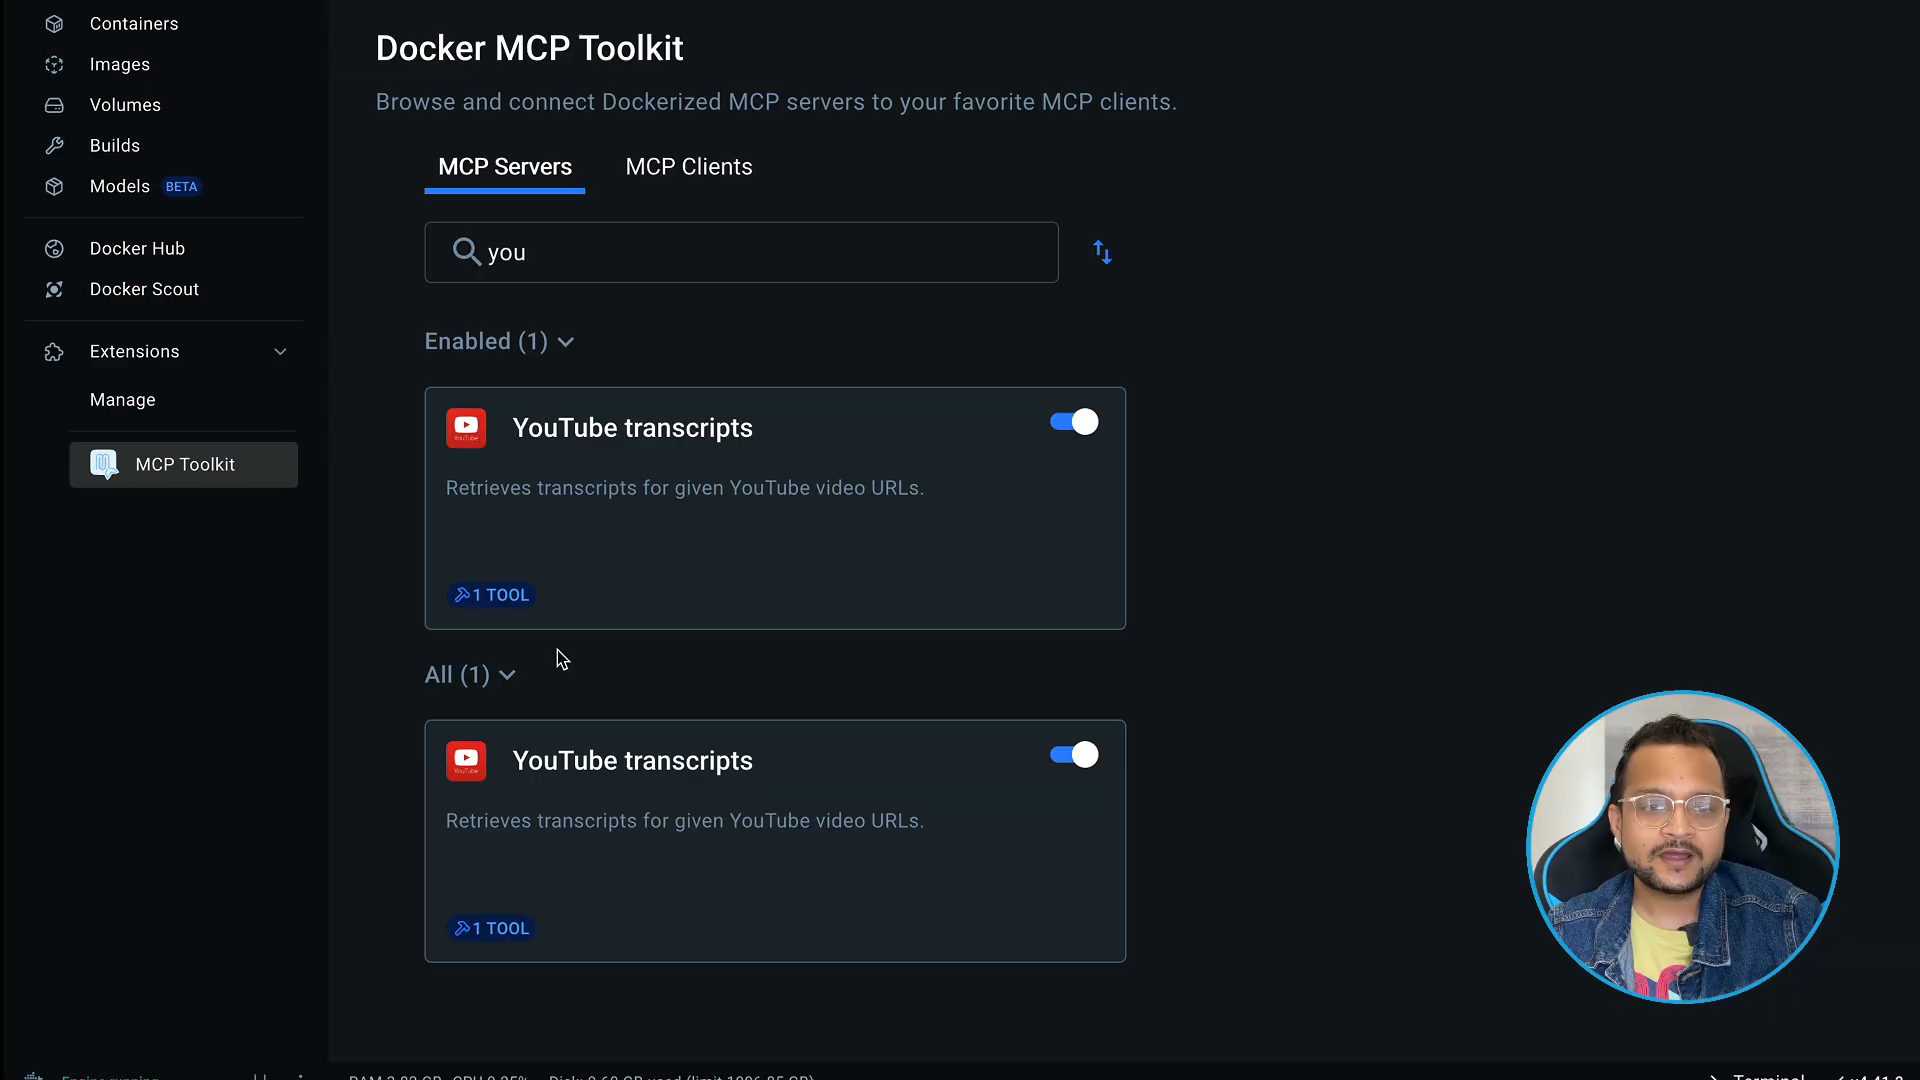 Containers
Images
Volumes
Builds
Models BETA
Docker Hub
Docker Scout
Extensions
Manage
MCP Toolkit
Docker MCP Toolkit
Browse and connect Dockerized MCP servers to your favorite MCP clients.
MCP Servers MCP Clients
you
Enabled (1)
YouTube transcripts
Retrieves transcripts for given YouTube video URLs.
1 TOOL
All (1)
YouTube transcripts
Retrieves transcripts for given YouTube video URLs.
1 TOOL